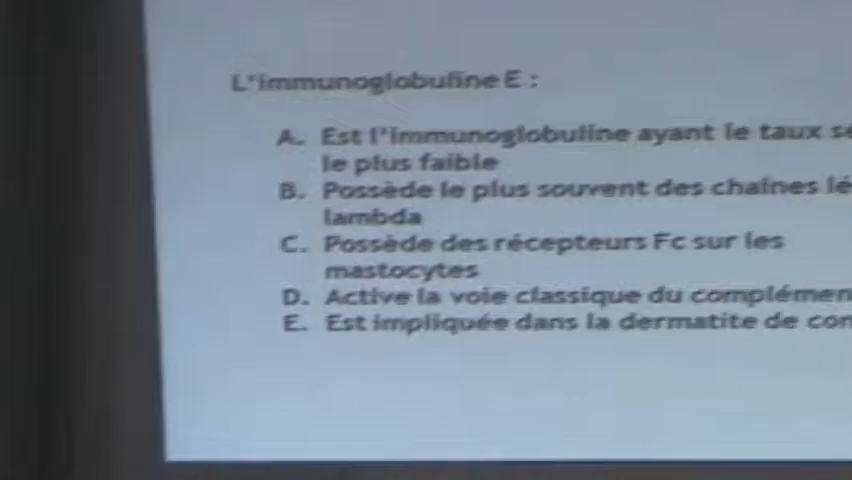 L'immunoglobuline E :
A. Est l'immunoglobuline ayant le taux sé
le plus faible
B. Possède le plus souvent des chaînes lé
lambda
C. Possède des récepteurs Fc sur les
mastocytes
D. Active la voie classique du complémen
E. Est impliquée dans la dermatite de con